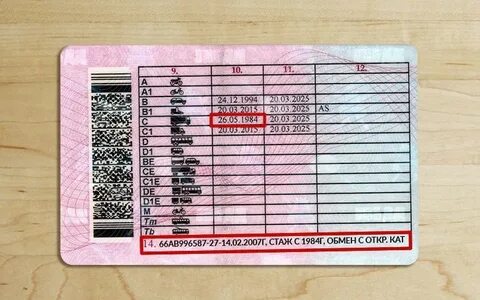 9. 10. 11. 12.
A
A1
B 24.12.1994 20.03.2025
B1 20.03.2015 20.03.2025 AS
C 26.05.1984 20.03.2025
C1 20.03.2015 20.03.2025
D
D1
BE
CE
C1E
DE
D1E
M
Tm
Tb
14. 66АВ996587-27-14.02.2007Г, СТАЖ С 1984Г, ОБМЕН С ОТКР. КАТ